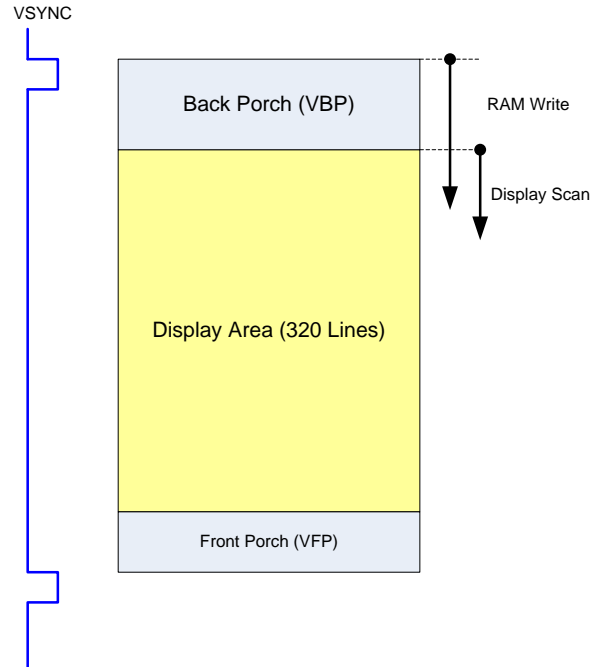 VSYNC
Back Porch (VBP)
RAM Write
Display Scan
Display Area (320 Lines)
Front Porch (VFP)